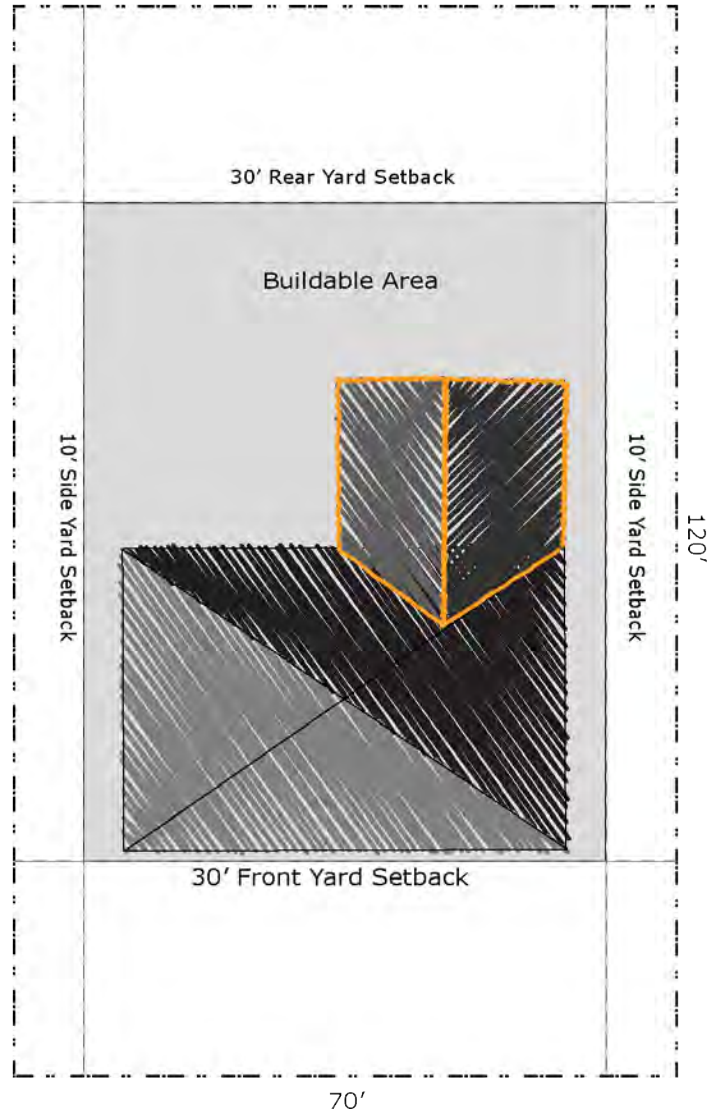 30’ Rear Yard Setback
Buildable Area
10’ Side Yard Setback
10’ Side Yard Setback
120’
30’ Front Yard Setback
70’